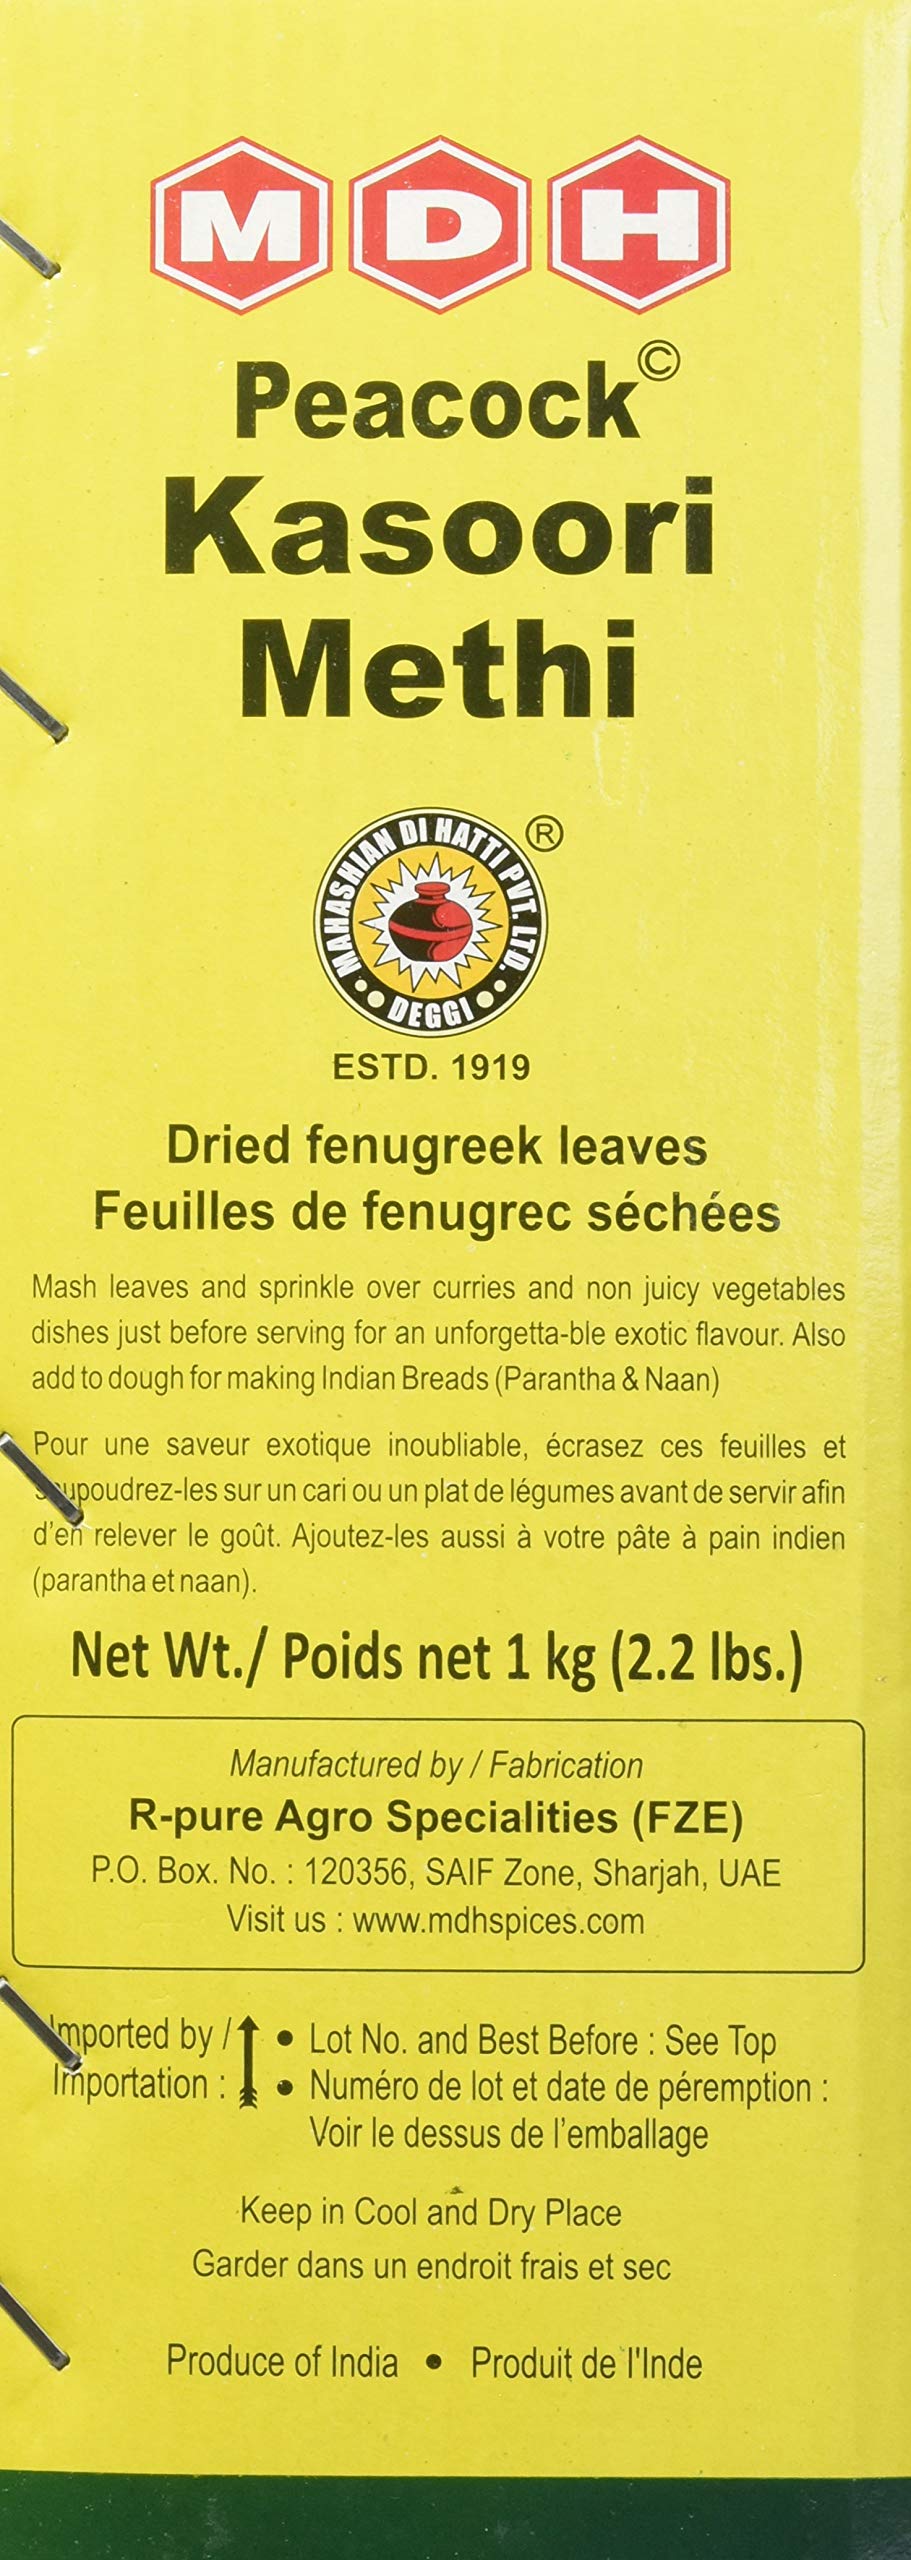 MDH
Peacock©
Kasoori
Methi
MAHASHIAN DI HATTI PVT. LTD.
®
DEGGI
ESTD. 1919
Dried fenugreek leaves
Feuilles de fenugrec séchées
Mash leaves and sprinkle over curries and non juicy vegetables
dishes just before serving for an unforgetta-ble exotic flavour. Also
add to dough for making Indian Breads (Parantha & Naan)
Pour une saveur exotique inoubliable, écrasez ces feuilles et
saupoudrez-les sur un cari ou un plat de légumes avant de servir afin
d'en relever le goût. Ajoutez-les aussi à votre pâte à pain indien
(parantha et naan).
Net Wt./ Poids net 1 kg (2.2 lbs.)
Manufactured by / Fabrication
R-pure Agro Specialities (FZE)
P.O. Box. No. : 120356, SAIF Zone, Sharjah, UAE
Visit us : www.mdhspices.com
Imported by /
Importation :
• Lot No. and Best Before : See Top
• Numéro de lot et date de péremption :
Voir le dessus de l'emballage
Keep in Cool and Dry Place
Garder dans un endroit frais et sec
Produce of India • Produit de l'Inde